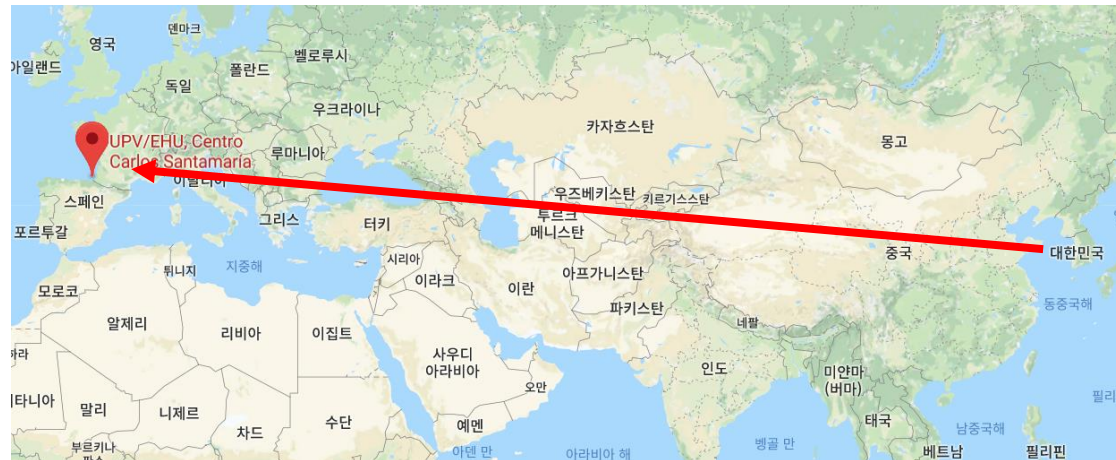 덴마크
영국
아일랜드
벨로루시
폴란드
독일
우크라이나
카자흐스탄
몽고
UPV/EHU, Centro
Carlos Santamaría
루마니아
이탈리아
스페인
우즈베키스탄
키르기스스탄
투르크
메니스탄
그리스
터키
포르투갈
중국
대한민국
시리아
튀니지
지중해
이라크
이란
아프가니스탄
모로코
파키스탄
동중국해
알제리
리비아
이집트
네팔
사우디
아라비아
인도
미얀마
(버마)
오만
말리
니제르
수단
예멘
태국
차드
부르키나
아덴 만
아라비아 해
벵골 만
남중국해
베트남
필리핀